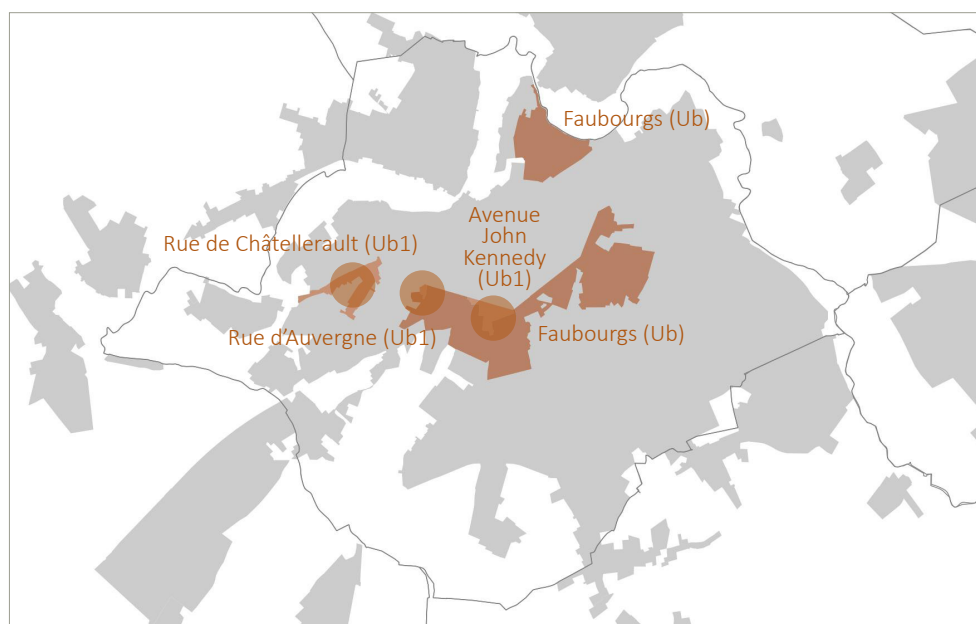 Faubourgs (Ub)
Avenue
John
Kennedy
(Ub1)
Rue de Châtellerault (Ub1)
Rue d'Auvergne (Ub1)
Faubourgs (Ub)